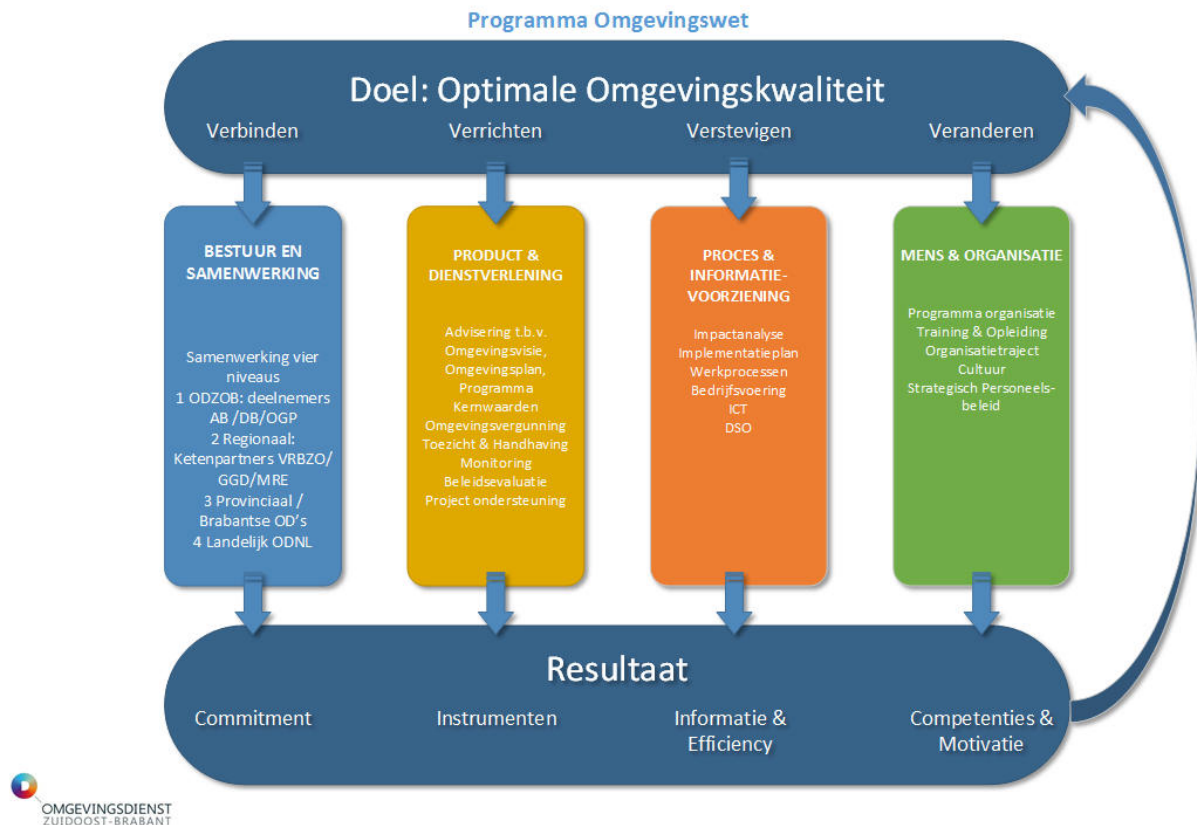 Programma Omgevingswet
Doel: Optimale Omgevingskwaliteit
Verbinden
Verrichten
Verstevigen
Veranderen
BESTUUR EN
SAMENWERKING
Samenwerking vier
niveaus
1 ODZOB: deelnemers
AB /DB/OGP
2 Regionaal:
Ketenpartners VRBZO/
GGD/MRE
3 Provinciaal /
Brabantse OD's
4 Landelijk ODNL
PRODUCT &
DIENSTVERLENING
Advisering t.b.v.
Omgevingsvisie,
Omgevingsplan,
Programma
Kernwaarden
Omgevingsvergunning
Toezicht & Handhaving
Monitoring
Beleidsevaluatie
Project ondersteuning
PROCES &
INFORMATIE-
VOORZIENING
Impactanalyse
Implementatieplan
Werkprocessen
Bedrijfsvoering
ICT
DSO
MENS & ORGANISATIE
Programma organisatie
Training & Opleiding
Organisatietraject
Cultuur
Strategisch Personeels-
beleid
Resultaat
Commitment
Instrumenten
Informatie &
Efficiency
Competenties &
Motivatie
OMGEVINGSDIENST
ZUIDOOST-BRABANT